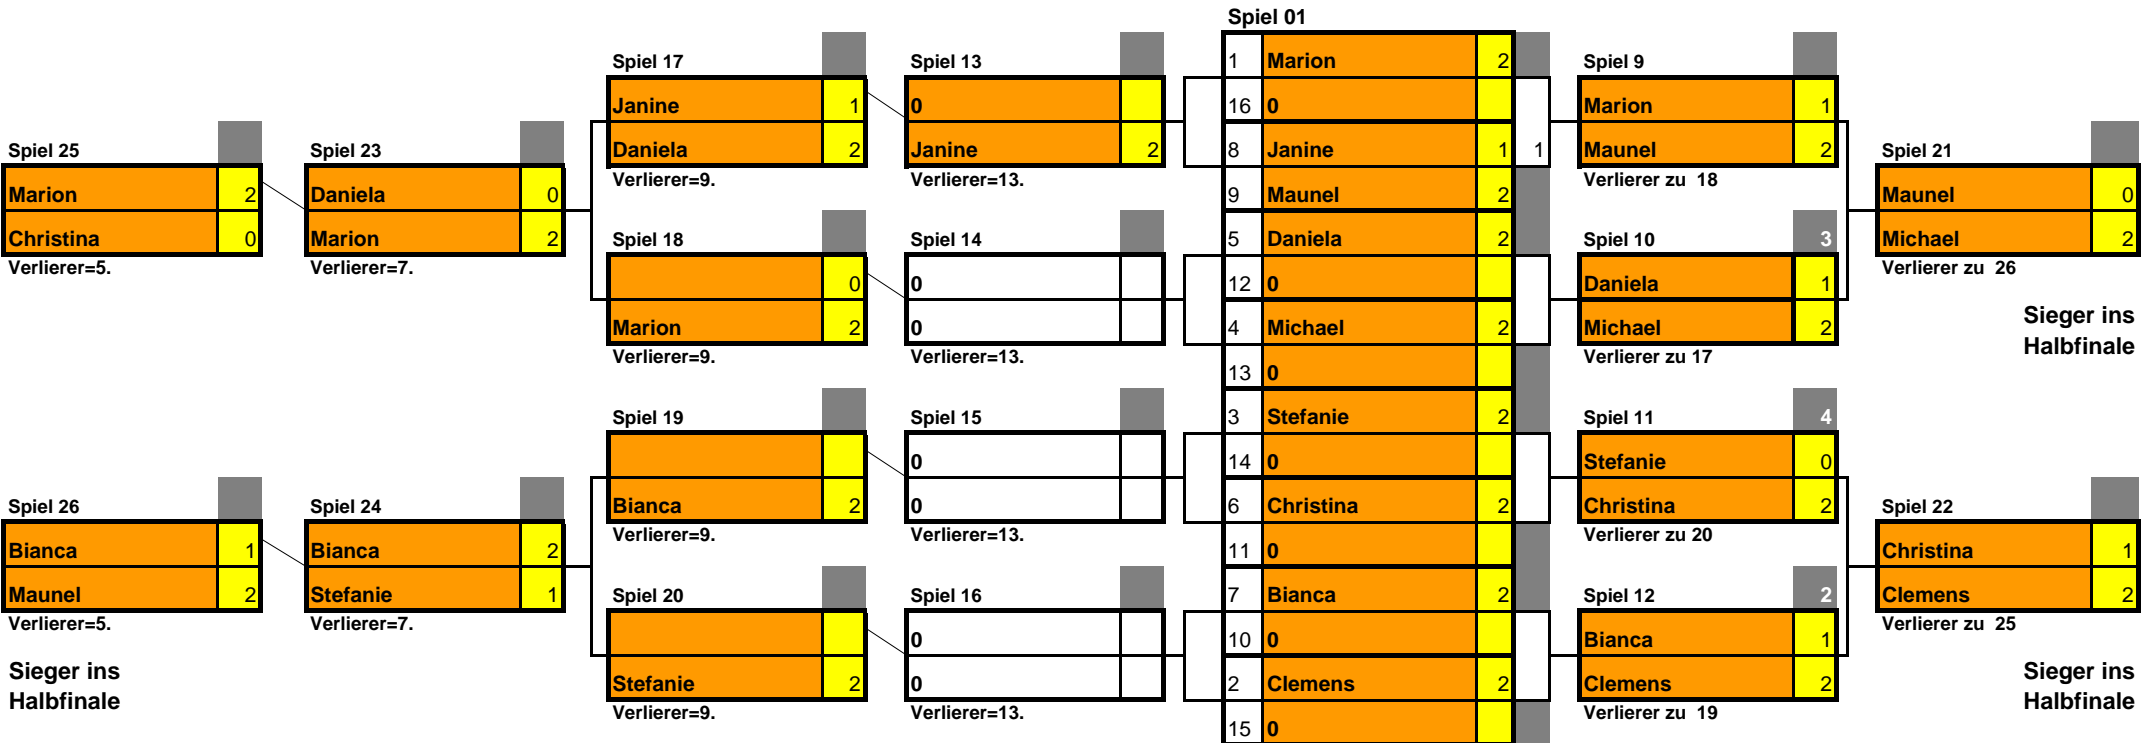 Spiel 01
1 Marion 2
16 0
8 Janine 1 1
9 Maunel 2
5 Daniela 2
12 0
4 Michael 2
13 0
3 Stefanie 2
14 0
6 Christina 2
11 0
7 Bianca 2
10 0
2 Clemens 2
15 0
Spiel 25
Marion 2
Christina 0
Verlierer=5.
Spiel 26
Bianca 1
Maunel 2
Verlierer=5.
Sieger ins
Halbfinale
Spiel 23
Daniela 0
Marion 2
Verlierer=7.
Spiel 24
Bianca 2
Stefanie 1
Verlierer=7.
Spiel 17
Janine 1
Daniela 2
Verlierer=9.
Spiel 18
0
Marion 2
Verlierer=9.
Spiel 19
Bianca 2
Verlierer=9.
Spiel 20
Stefanie 2
Verlierer=9.
Spiel 13
0
Janine 2
Verlierer=13.
Spiel 14
0
0
Verlierer=13.
Spiel 15
0
0
Verlierer=13.
Spiel 16
0
0
Verlierer=13.
Spiel 9
Marion 1
Maunel 2
Verlierer zu 18
Spiel 10 3
Daniela 1
Michael 2
Verlierer zu 17
Spiel 11 4
Stefanie 0
Christina 2
Verlierer zu 20
Spiel 12 2
Bianca 1
Clemens 2
Verlierer zu 19
Spiel 21
Maunel 0
Michael 2
Verlierer zu 26
Sieger ins
Halbfinale
Spiel 22
Christina 1
Clemens 2
Verlierer zu 25
Sieger ins
Halbfinale